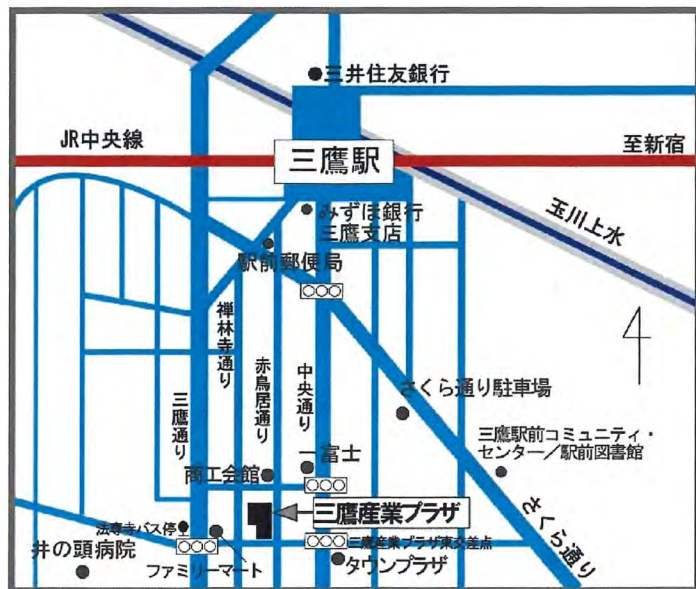 三井住友銀行
JR中央線
三鷹駅
至新宿
みずほ銀行
三鷹支店
玉川上水
駅前郵便局
禅林寺通り
赤鳥居通り
中央通り
三鷹通り
さくら通り駐車場
三鷹駅前コミュニティ・
センター/駅前図書館
一富士
商工会館
三鷹産業プラザ
さくら通り
法専寺バス停
三鷹産業プラザ東交差点
井の頭病院
ファミリーマート
タウンプラザ